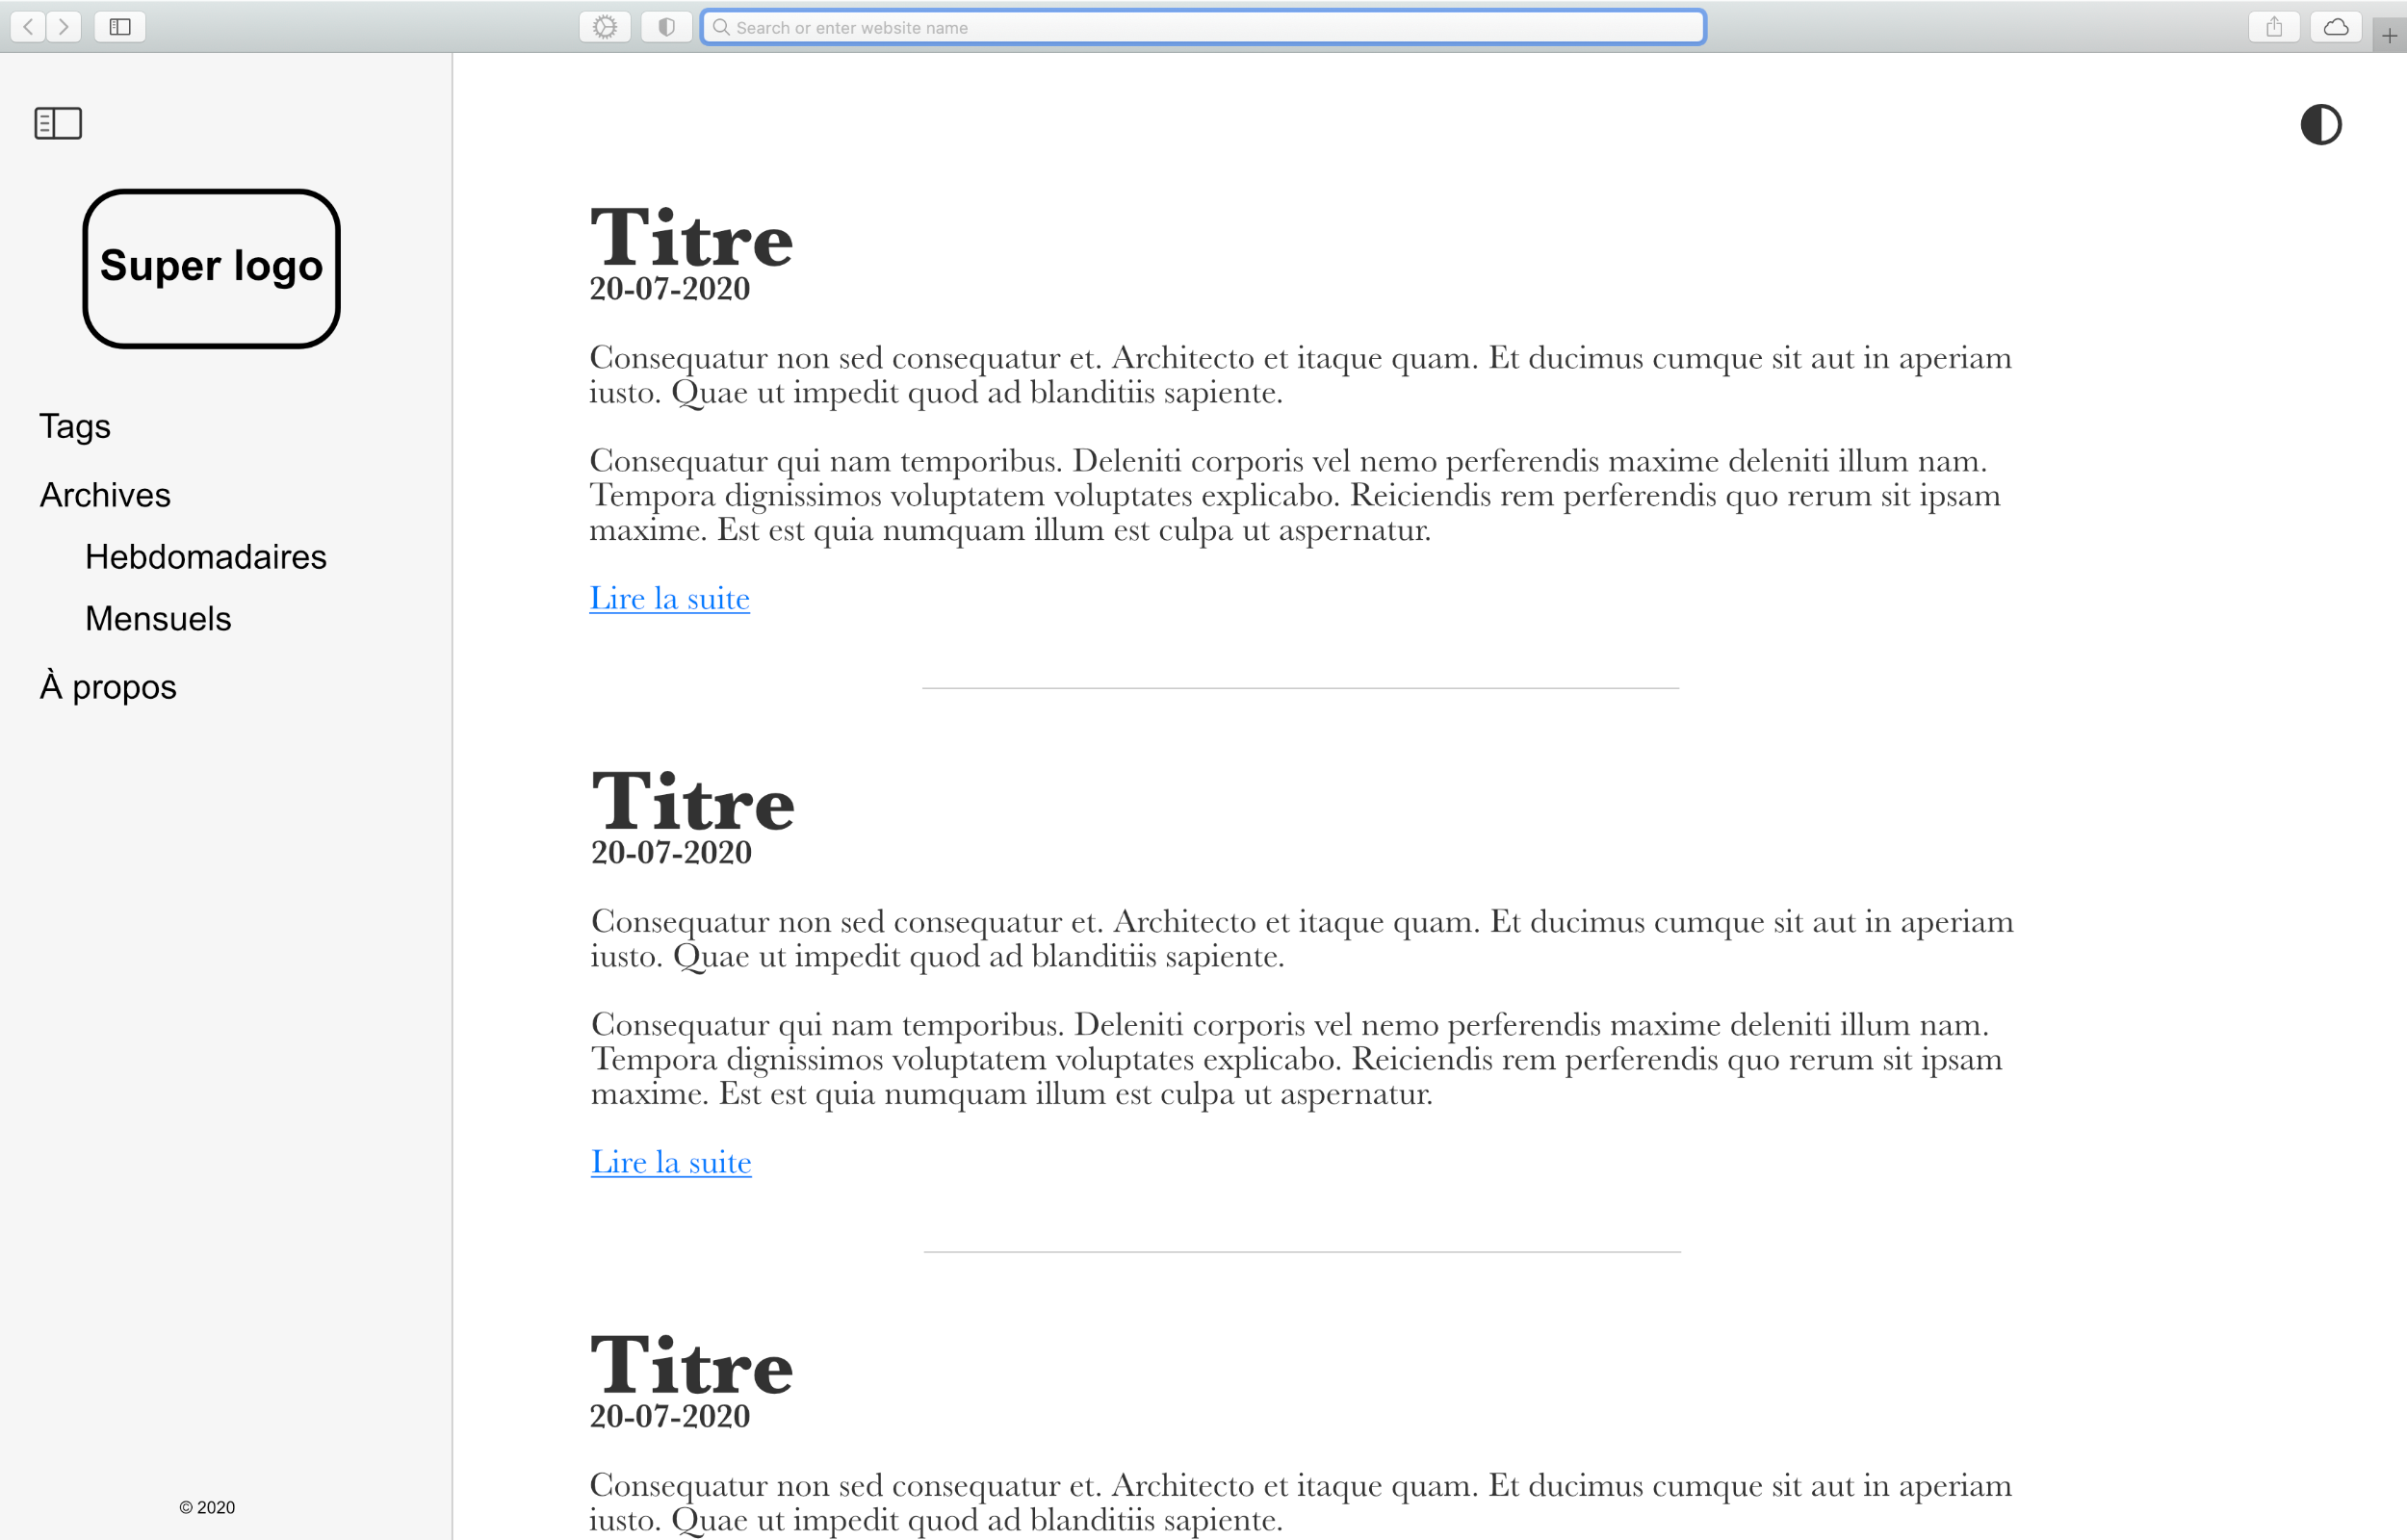 Search or enter website name
Super logo
Tags
Archives
Hebdomadaires
Mensuels
À propos
© 2020
Titre
20-07-2020
Consequatur non sed consequatur et. Architecto et itaque quam. Et ducimus cumque sit aut in aperiam
iusto. Quae ut impedit quod ad blanditiis sapiente.
Consequatur qui nam temporibus. Deleniti corporis vel nemo perferendis maxime deleniti illum nam.
Tempora dignissimos voluptatem voluptates explicabo. Reiciendis rem perferendis quo rerum sit ipsam
maxime. Est est quia numquam illum est culpa ut aspernatur.
Lire la suite
Titre
20-07-2020
Consequatur non sed consequatur et. Architecto et itaque quam. Et ducimus cumque sit aut in aperiam
iusto. Quae ut impedit quod ad blanditiis sapiente.
Consequatur qui nam temporibus. Deleniti corporis vel nemo perferendis maxime deleniti illum nam.
Tempora dignissimos voluptatem voluptates explicabo. Reiciendis rem perferendis quo rerum sit ipsam
maxime. Est est quia numquam illum est culpa ut aspernatur.
Lire la suite
Titre
20-07-2020
Consequatur non sed consequatur et. Architecto et itaque quam. Et ducimus cumque sit aut in aperiam
iusto. Quae ut impedit quod ad blanditiis sapiente.